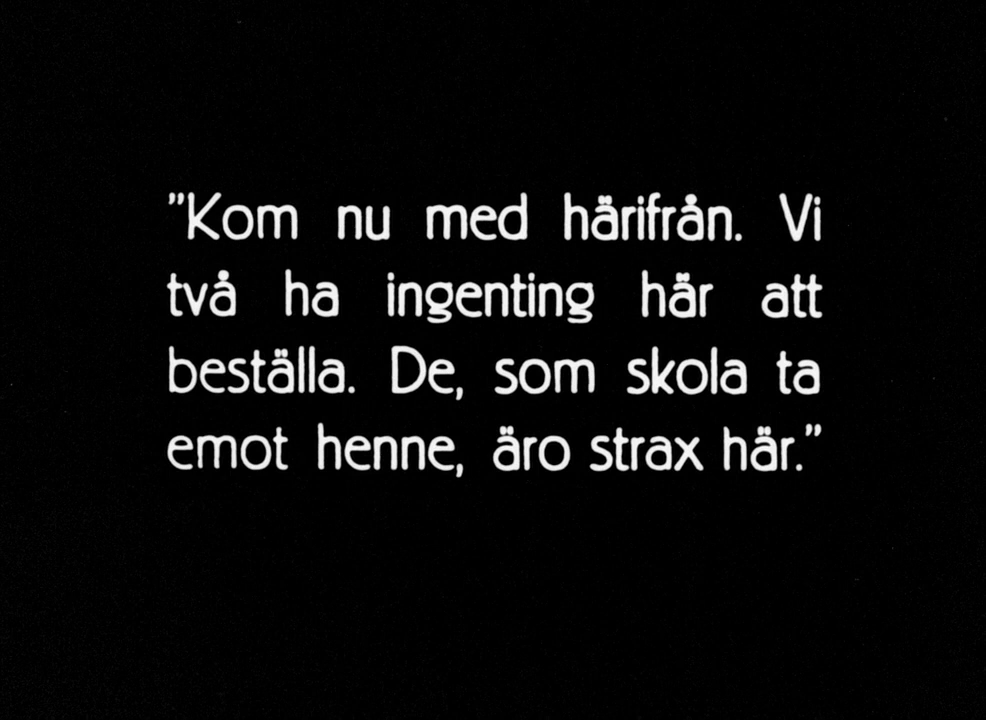 "Kom nu med härifrån. Vi
två ha ingenting här att
beställa. De, som skola ta
emot henne, äro strax här."